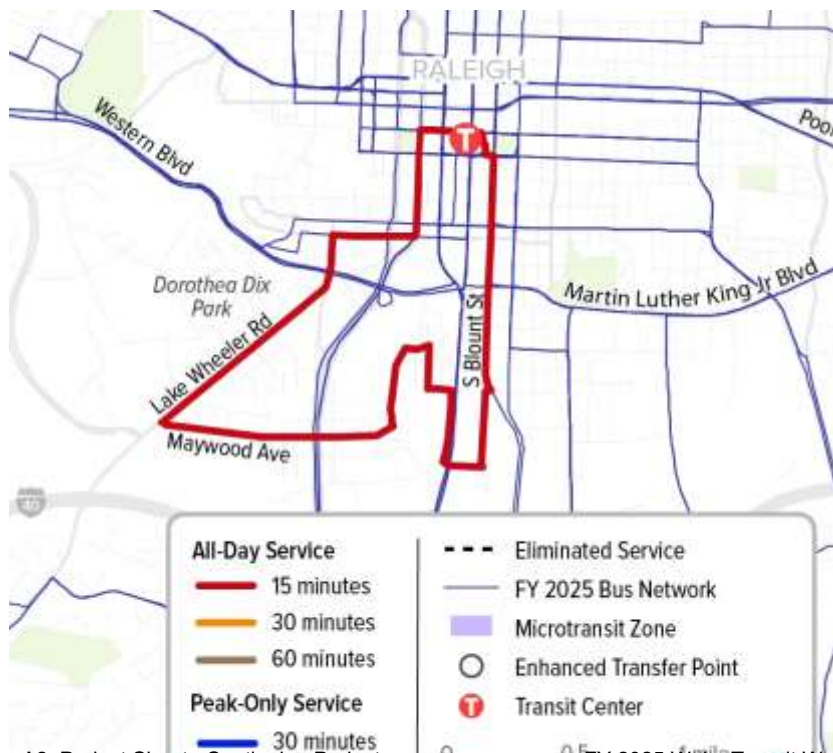 RALEIGH
Western Blvd
Dorothea Dix
Park
Martin Luther King Jr Blvd
S Blount St
Lake Wheeler Rd
Maywood Ave
40
All-Day Service
15 minutes
30 minutes
60 minutes
Peak-Only Service
30 minutes
Eliminated Service
FY 2025 Bus Network
Microtransit Zone
Enhanced Transfer Point
T Transit Center